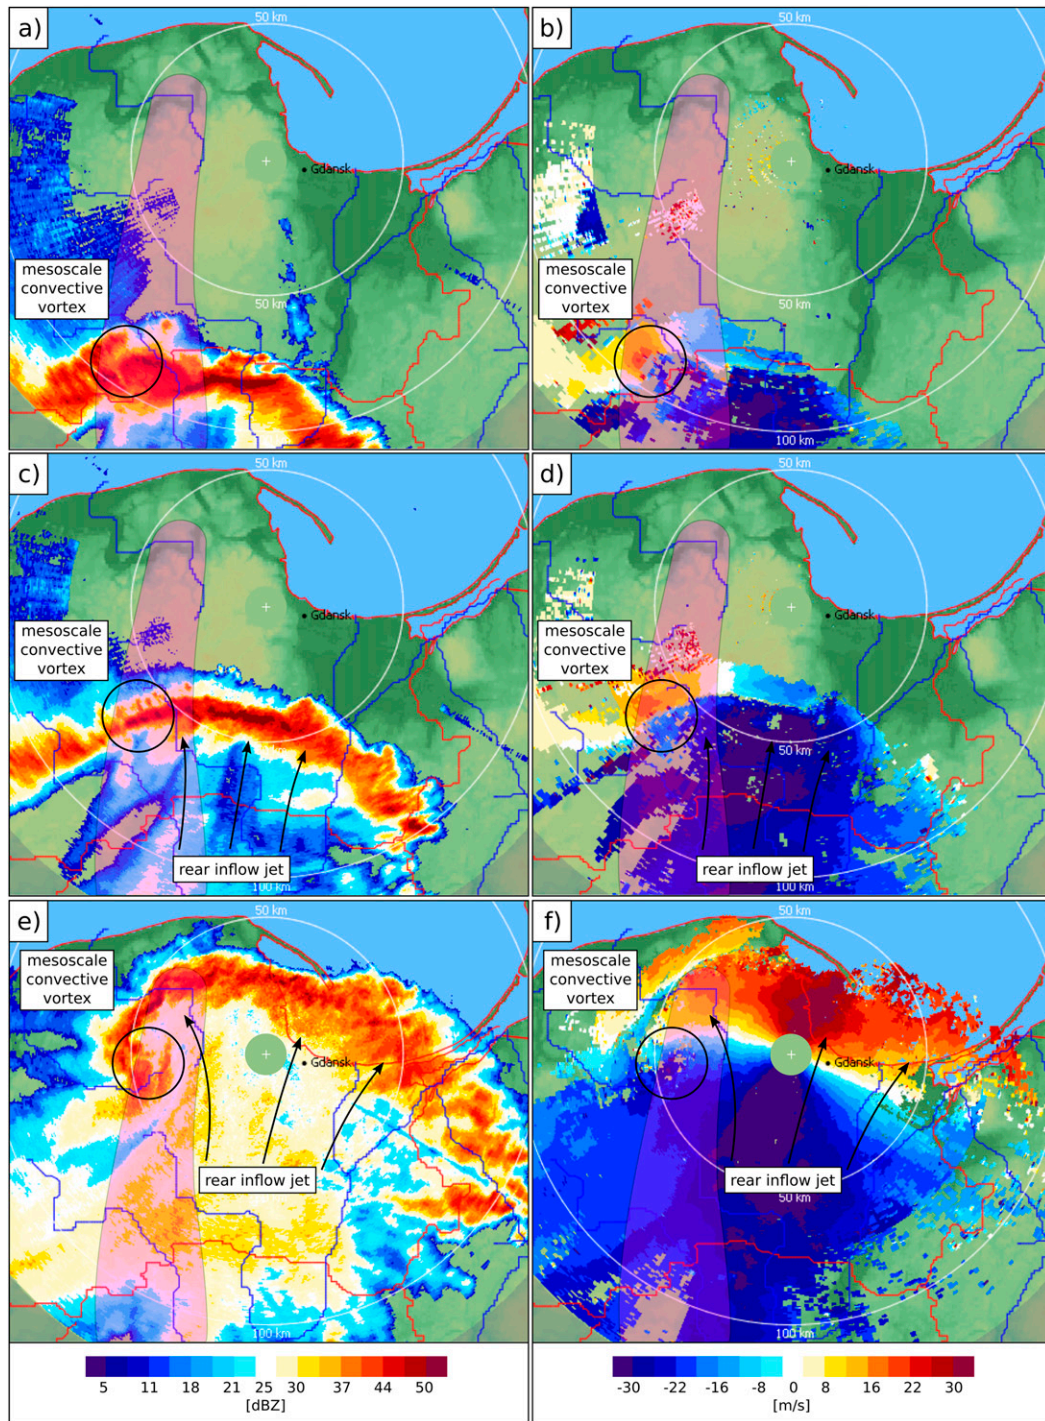 a)
50 km
Gdansk
mesoscale
convective
vortex
50 km
b)
50 km
Gdansk
mesoscale
convective
vortex
50 km
100 km
c)
50 km
Gdansk
mesoscale
convective
vortex
rear inflow jet
100 km
d)
50 km
Gdansk
mesoscale
convective
vortex
50 km
rear inflow jet
100 km
e)
50 km
mesoscale
convective
vortex
Gdansk
rear inflow jet
100 km
f)
50 km
mesoscale
convective
vortex
Gdansk
rear inflow jet
50 km
100 km
5 11 18 21 25 30 37 44 50
[dBZ]
-30 -22 -16 -8 0 8 16 22 30
[m/s]